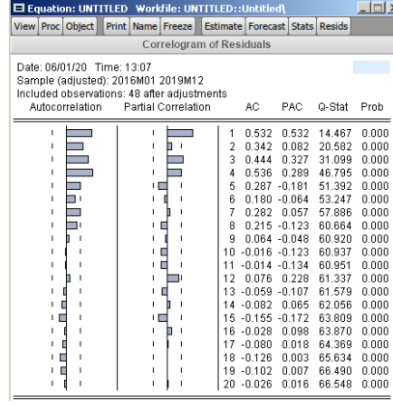 Equation: UNTITLED Workfile: UNTITLED::Untitled\
View Proc Object Print Name Freeze Estimate Forecast Stats Resids
Correlogram of Residuals
Date: 06/01/20 Time: 13:07
Sample (adjusted): 2016M01 2019M12
Included observations: 48 after adjustments
Autocorrelation Partial Correlation AC PAC Q-Stat Prob
1 0.532 0.532 14.467 0.000
2 0.342 0.082 20.582 0.000
3 0.444 0.327 31.099 0.000
4 0.536 0.289 46.795 0.000
5 0.287 -0.181 51.392 0.000
6 0.180 -0.064 53.247 0.000
7 0.282 0.057 57.886 0.000
8 0.215 -0.123 60.664 0.000
9 0.064 -0.048 60.920 0.000
10 -0.016 -0.123 60.937 0.000
11 -0.014 -0.134 60.951 0.000
12 0.076 0.228 61.337 0.000
13 -0.059 -0.107 61.579 0.000
14 -0.082 0.065 62.056 0.000
15 -0.155 -0.172 63.809 0.000
16 -0.028 0.098 63.870 0.000
17 -0.080 0.018 64.369 0.000
18 -0.126 0.003 65.634 0.000
19 -0.102 0.007 66.490 0.000
20 -0.026 0.016 66.548 0.000